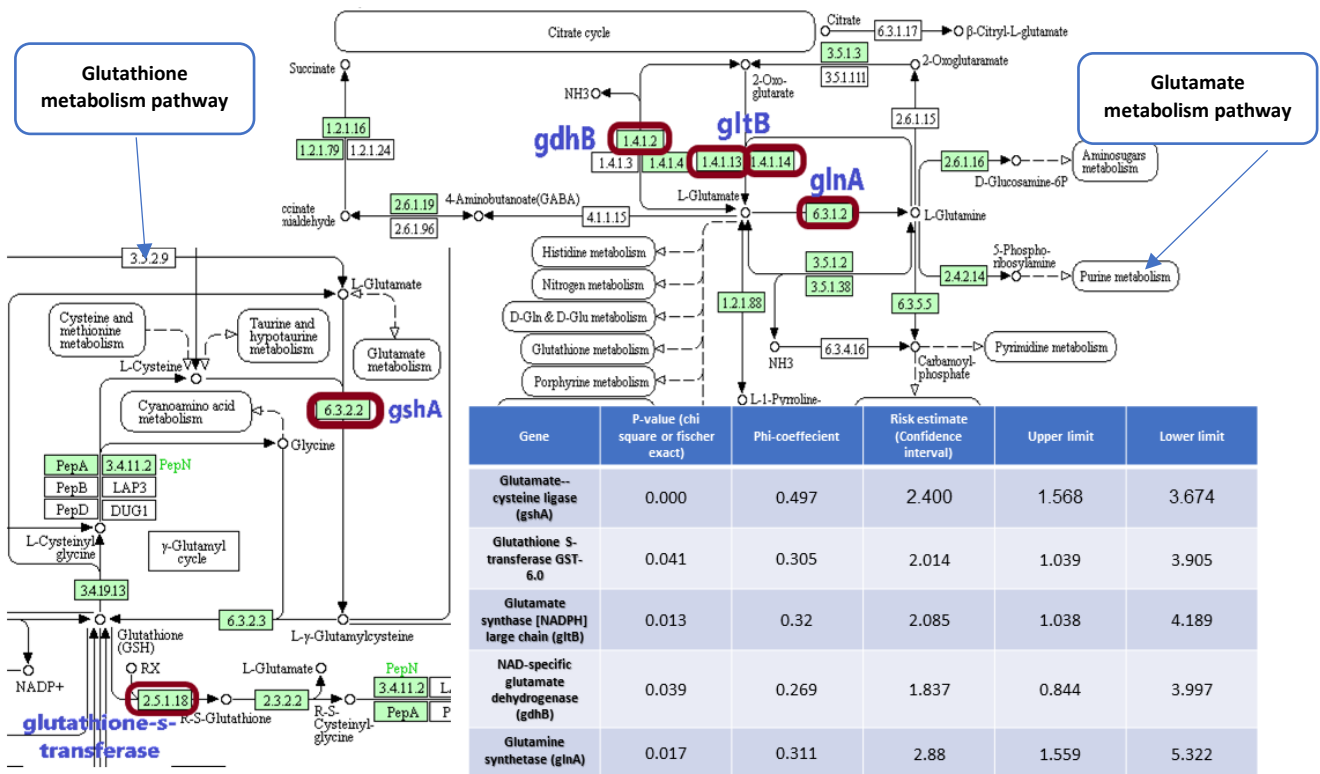 Glutathione
metabolism pathway
Glutamate
metabolism pathway
Citrate cycle
Citrate
6.3.1.17
β-Citryl-L-glutamate
3.5.1.3
3.5.1.111
2-Oxoglutaramate
2-Oxo-
glutarate
Succinate
NH3
1.2.1.16
1.2.1.79
1.2.1.24
gdhB
1.4.1.2
1.4.1.3
1.4.1.4
gltB
1.4.1.13
1.4.1.14
2.6.1.15
2.6.1.16
D-Glucosamine-6P
Aminosugars
metabolism
glnA
L-Glutamate
6.3.1.2
L-Glutamine
2.6.1.19
2.6.1.96
4-Aminobutanoate(GABA)
4.1.1.15
ccinate
mialdehyde
Histidine metabolism
Nitrogen metabolism
D-Gln & D-Glu metabolism
Glutathione metabolism
Porphyrine metabolism
3.5.1.2
3.5.1.38
1.2.1.88
NH3
6.3.4.16
6.3.5.5
2.4.2.14
5-Phospho-
ribosylamine
Purine metabolism
Carbamoyl-
phosphate
Pyrimidine metabolism
L-1-Pyrroline-
3.5.2.9
L-Glutamate
Cysteine and
methionine
metabolism
Taurine and
hypotaurine
metabolism
Glutamate
metabolism
L-Cysteine
Cyanoamino acid
metabolism
6.3.2.2
gshA
Glycine
PepA
3.4.11.2
PepN
PepB
LAP3
PepD
DUG1
L-Cysteinyl
glycine
γ-Glutamyl
cycle
3.4.19.13
6.3.2.3
Glutathione
(GSH)
L-γ-Glutamylcysteine
NADP+
RX
2.5.1.18
R-S-Glutathione
glutathione-s-
transferase
L-Glutamate
2.3.2.2
R-S-
Cysteinyl-
glycine
PepN
3.4.11.2
PepA
P
Gene P-value (chi square or fischer exact) Phi-coeffecient Risk estimate (Confidence interval) Upper limit Lower limit
Glutamate--
cysteine ligase
(gshA)
0.000 0.497 2.400 1.568 3.674
Glutathione S-
transferase GST-
6.0
0.041 0.305 2.014 1.039 3.905
Glutamate
synthase [NADPH]
large chain (gltB)
0.013 0.32 2.085 1.038 4.189
NAD-specific
glutamate
dehydrogenase
(gdhB)
0.039 0.269 1.837 0.844 3.997
Glutamine
synthetase (glnA)
0.017 0.311 2.88 1.559 5.322